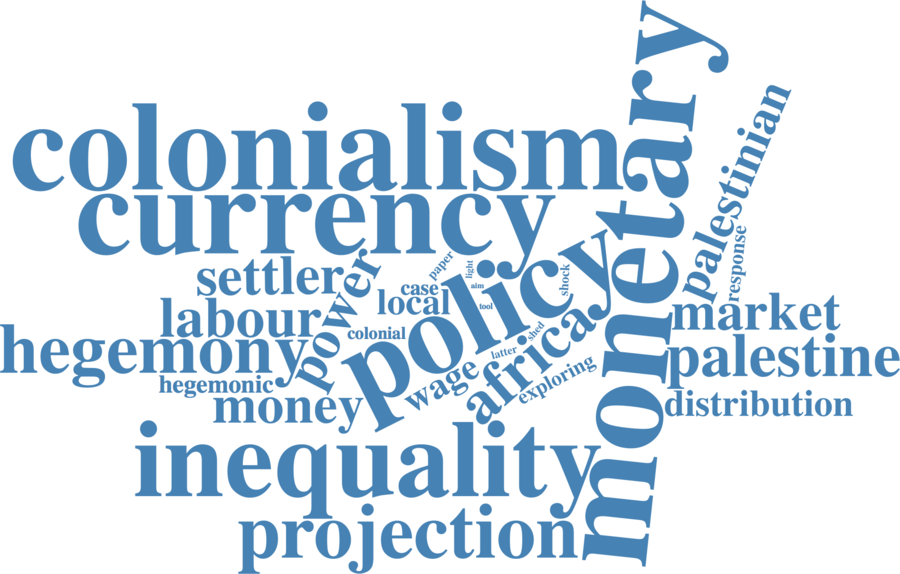 monetary
colonialism
currency
palestinian
response
settler
power
paper
light
aim
tool
shock
case
local
policy
labour
colonial
hegemony
hegemonic
money
wage
latter
shed
africa
exploring
market
palestine
distribution
inequality
projection